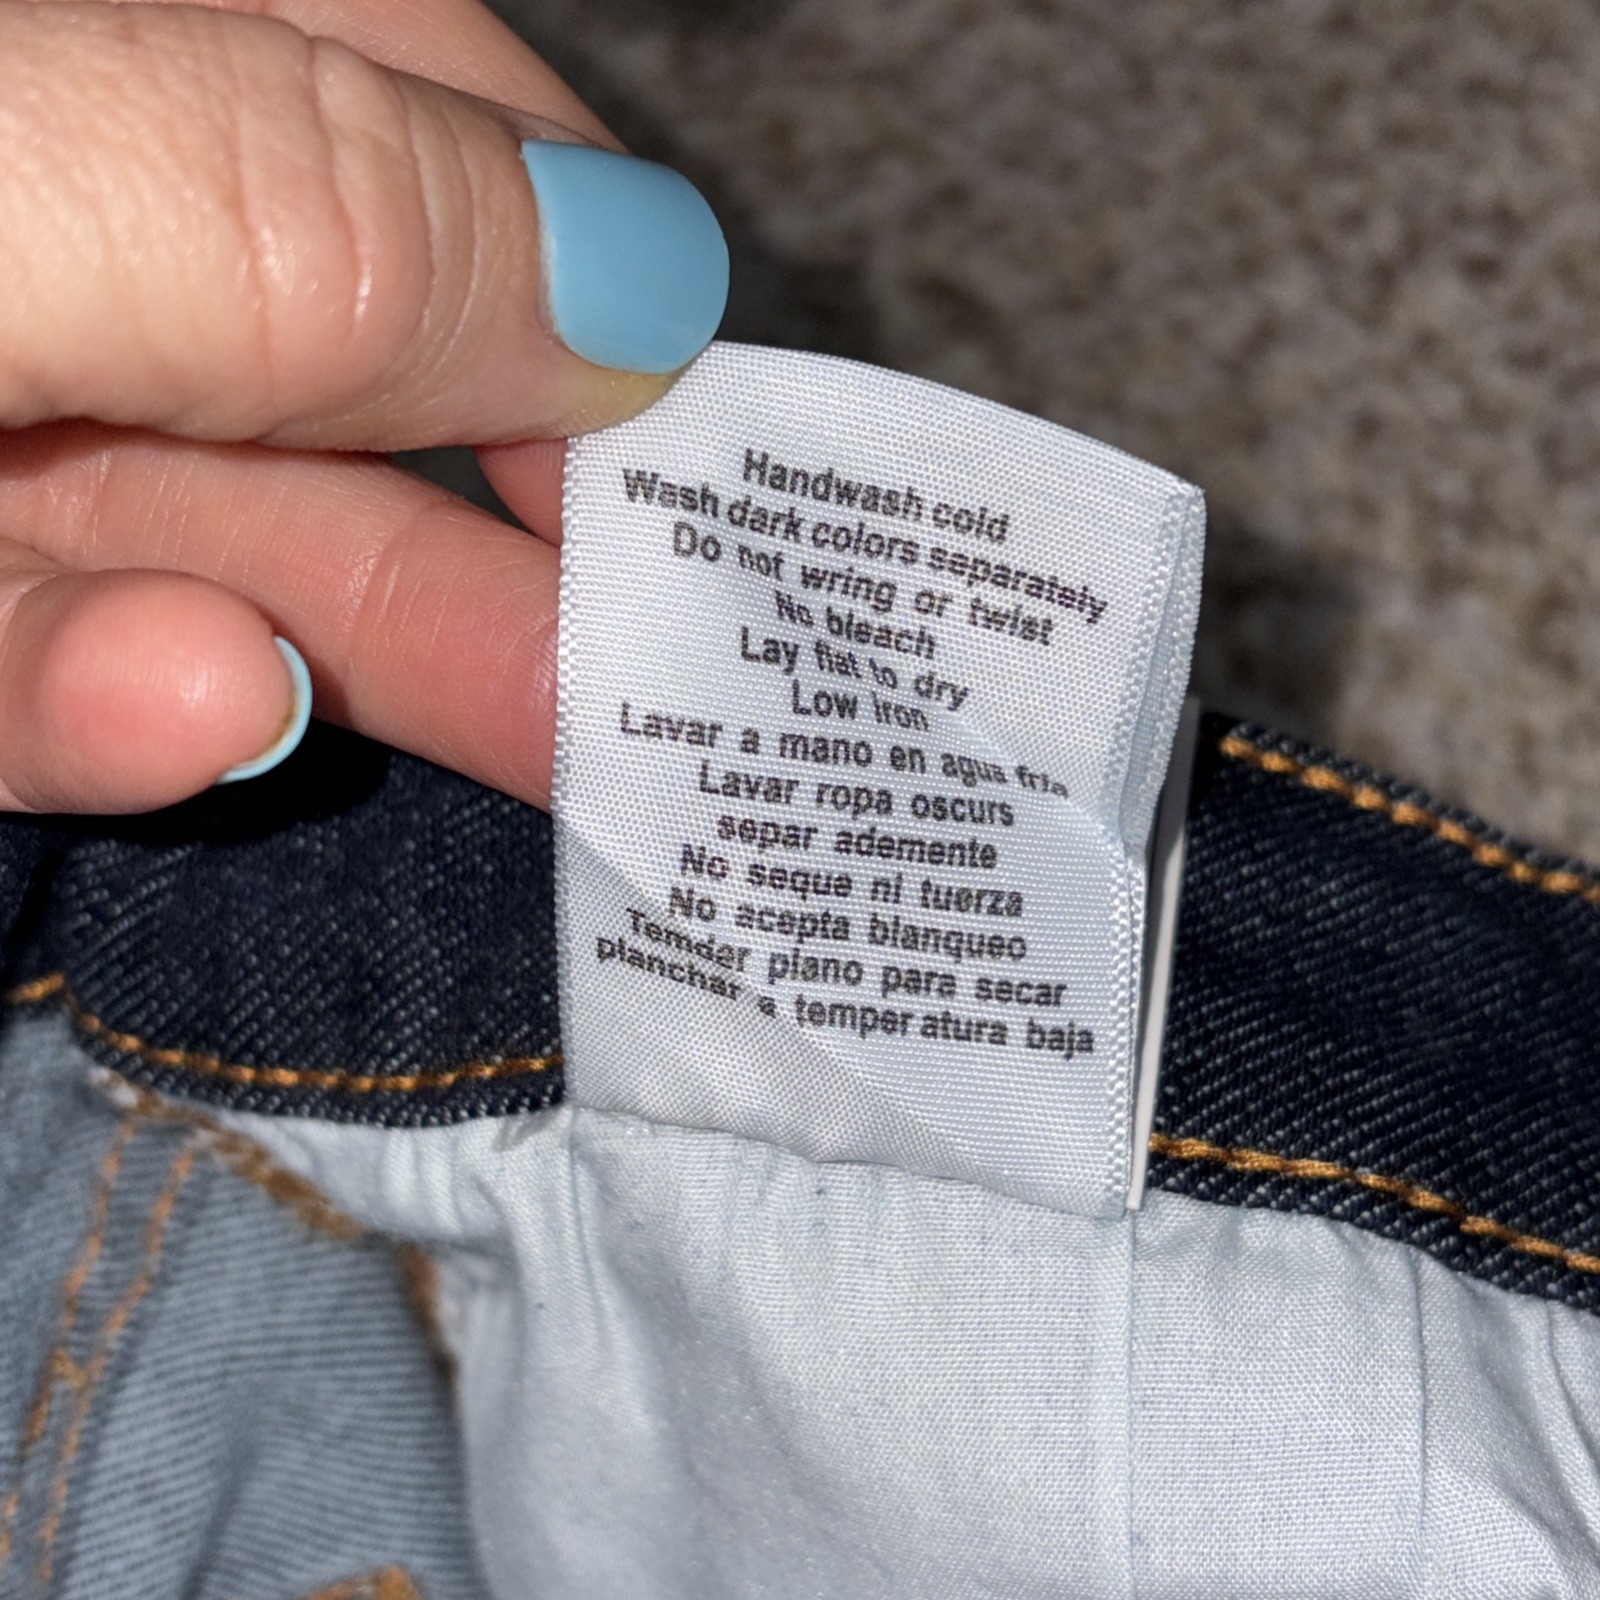 Handwash cold
Wash dark colors separately
Do not wring or twist
No bleach
Lay flat to dry
Low iron
Lavar a mano en agua fria
Lavar ropa oscurs
separ ademente
No seque ni tuerza
No acepta blanqueo
Temdar plano para secar
planchar a temper atura baja